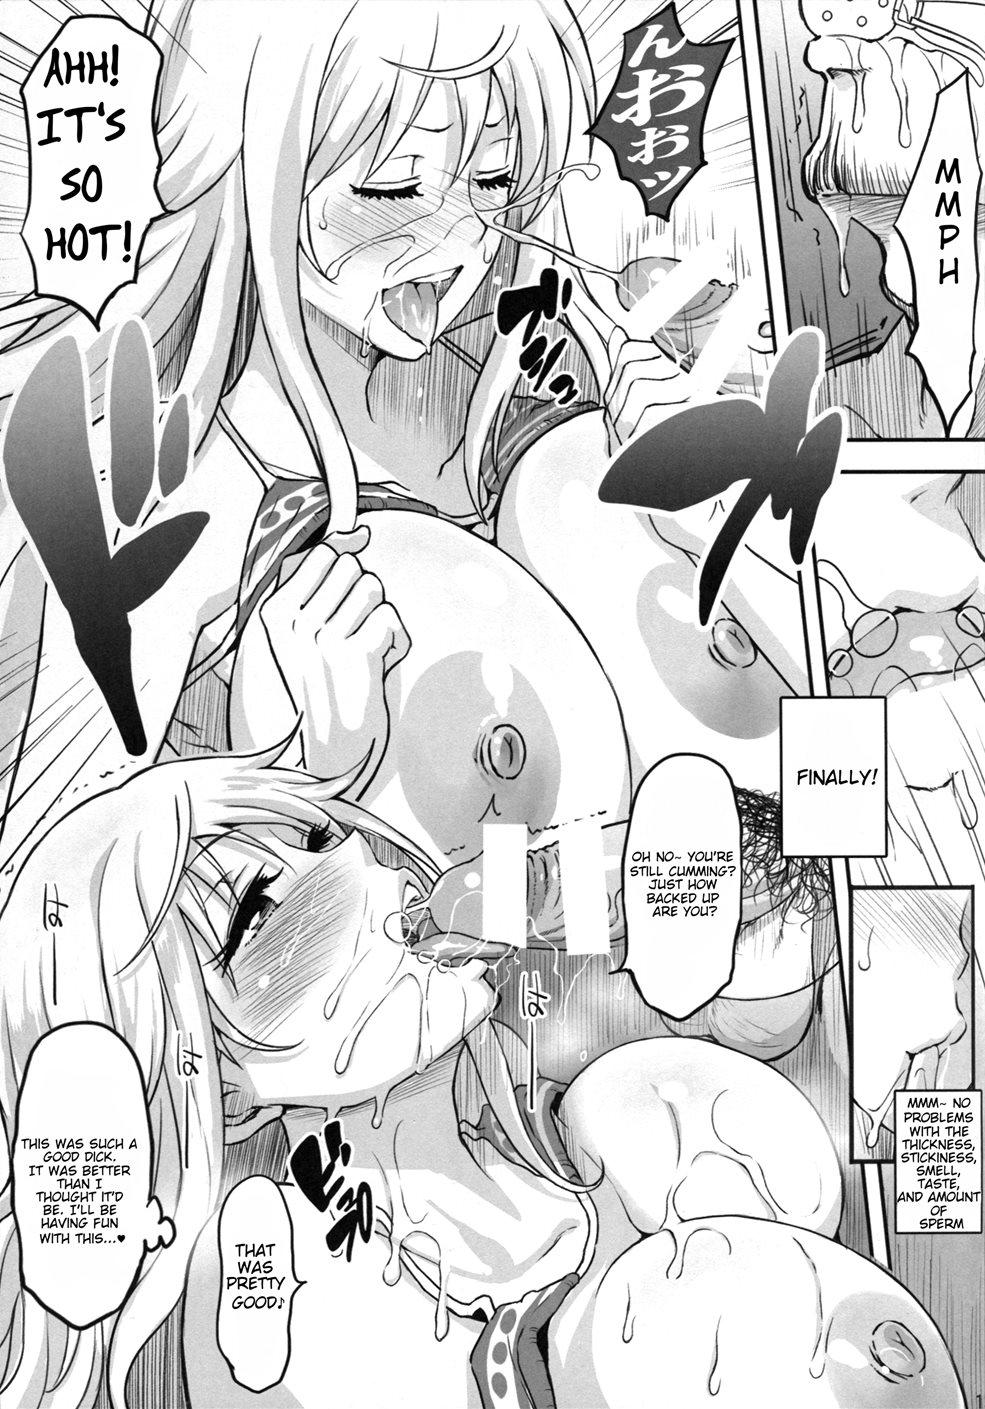 MMPH
んおぉッ
AHH!
IT'S
SO
HOT!
FINALLY!
OH NO~ YOU'RE
STILL CUMMING?
JUST HOW
BACKED UP
ARE YOU?
MMM~ NO
PROBLEMS
WITH THE
THICKNESS,
STICKINESS,
SMELL,
TASTE,
AND AMOUNT
OF
SPERM
THIS WAS SUCH A
GOOD DICK.
IT WAS BETTER
THAN I
THOUGHT IT'D
BE. I'LL BE
HAVING FUN
WITH THIS...♥
THAT
WAS
PRETTY
GOOD♪